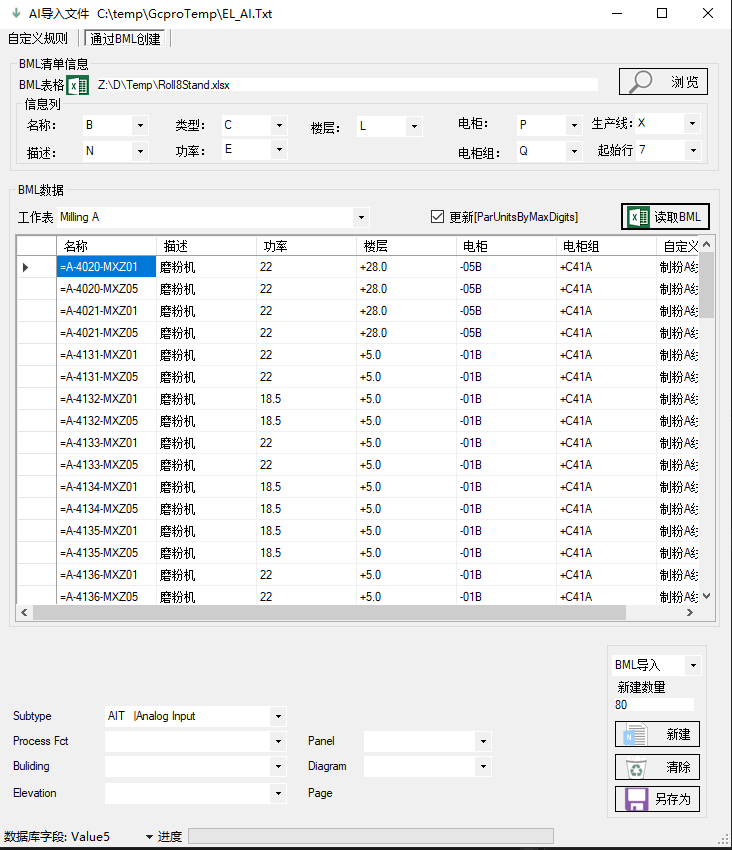 AI导入文件 C:\temp\GcproTemp\EL_AI.Txt
自定义规则 通过BML创建
BML清单信息
BML表格 Z:\D\Temp\Roll8Stand.xlsx 浏览
信息列
名称: B 类型: C 楼层: L 电柜: P 生产线: X
描述: N 功率: E 电柜组: Q 起始行 7
BML数据
工作表 Milling A 更新[ParUnitsByMaxDigits] 读取BML
名称 描述 功率 楼层 电柜 电柜组 自定义
=A-4020-MXZ01 磨粉机 22 +28.0 -05B +C41A 制粉A
=A-4020-MXZ05 磨粉机 22 +28.0 -05B +C41A 制粉A
=A-4021-MXZ01 磨粉机 22 +28.0 -05B +C41A 制粉A
=A-4021-MXZ05 磨粉机 22 +28.0 -05B +C41A 制粉A
=A-4131-MXZ01 磨粉机 22 +5.0 -01B +C41A 制粉A
=A-4131-MXZ05 磨粉机 22 +5.0 -01B +C41A 制粉A
=A-4132-MXZ01 磨粉机 18.5 +5.0 -01B +C41A 制粉A
=A-4132-MXZ05 磨粉机 18.5 +5.0 -01B +C41A 制粉A
=A-4133-MXZ01 磨粉机 22 +5.0 -01B +C41A 制粉A
=A-4133-MXZ05 磨粉机 22 +5.0 -01B +C41A 制粉A
=A-4134-MXZ01 磨粉机 18.5 +5.0 -01B +C41A 制粉A
=A-4134-MXZ05 磨粉机 18.5 +5.0 -01B +C41A 制粉A
=A-4135-MXZ01 磨粉机 18.5 +5.0 -01B +C41A 制粉A
=A-4135-MXZ05 磨粉机 18.5 +5.0 -01B +C41A 制粉A
=A-4136-MXZ01 磨粉机 22 +5.0 -01B +C41A 制粉A
=A-4136-MXZ05 磨粉机 22 +5.0 -01B +C41A 制粉A
BML导入
新建数量
80
Subtype AIT |Analog Input 新建
Process Fct Panel
Buliding Diagram 清除
Elevation Page 另存为
数据库字段: Value5 进度